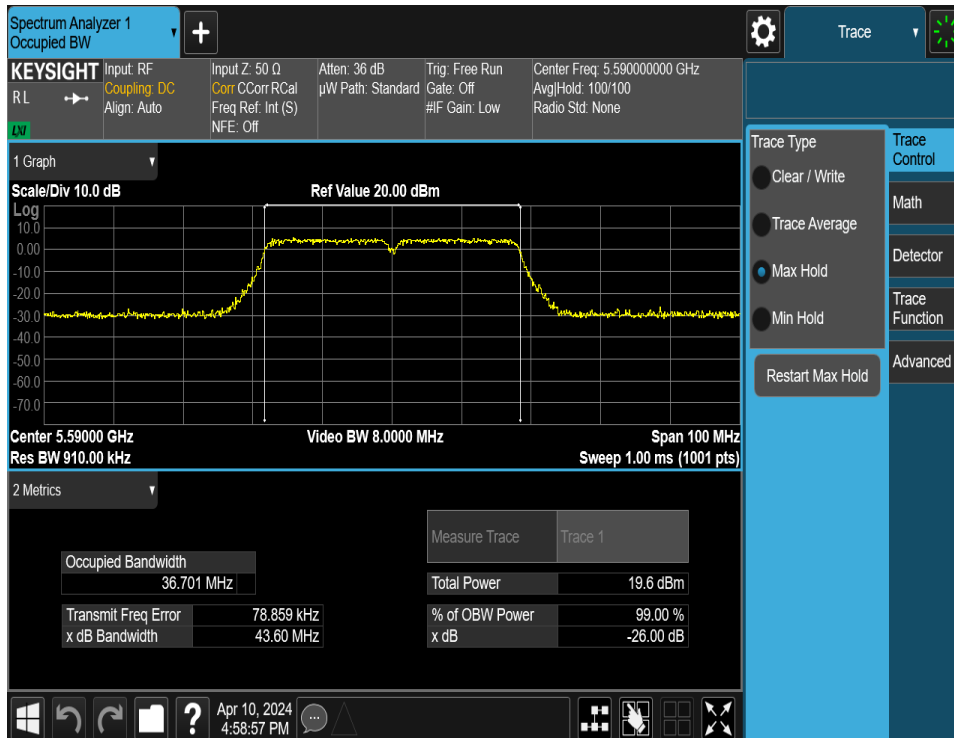 Spectrum Analyzer 1
Occupied BW
+
Trace
KEYSIGHT
R L
LXI
Input: RF
Coupling: DC
Align: Auto
Input Z: 50 Ω
Corr CCorr RCal
Freq Ref: Int (S)
NFE: Off
Atten: 36 dB
µW Path: Standard
Trig: Free Run
Gate: Off
#IF Gain: Low
Center Freq: 5.590000000 GHz
Avg|Hold: 100/100
Radio Std: None
1 Graph
Scale/Div 10.0 dB
Ref Value 20.00 dBm
Log
10.0
0.00
-10.0
-20.0
-30.0
-40.0
-50.0
-60.0
-70.0
Center 5.59000 GHz
Video BW 8.0000 MHz
Span 100 MHz
Res BW 910.00 kHz
Sweep 1.00 ms (1001 pts)
2 Metrics
Measure Trace
Trace 1
Occupied Bandwidth
36.701 MHz
Total Power
19.6 dBm
Transmit Freq Error
78.859 kHz
% of OBW Power
99.00 %
x dB Bandwidth
43.60 MHz
x dB
-26.00 dB
Trace Type
Clear / Write
Trace Average
Max Hold
Min Hold
Restart Max Hold
Trace
Control
Math
Detector
Trace
Function
Advanced
?
Apr 10, 2024
4:58:57 PM